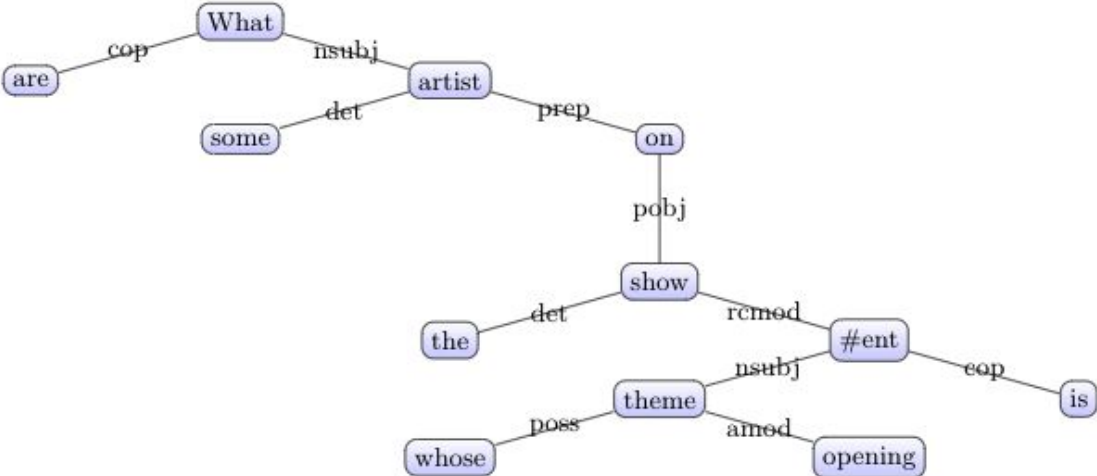 What
cop nsubj
are artist
det prep
some on
pobj
show
det rcmod
the #ent
nsubj cop
theme is
poss amod
whose opening